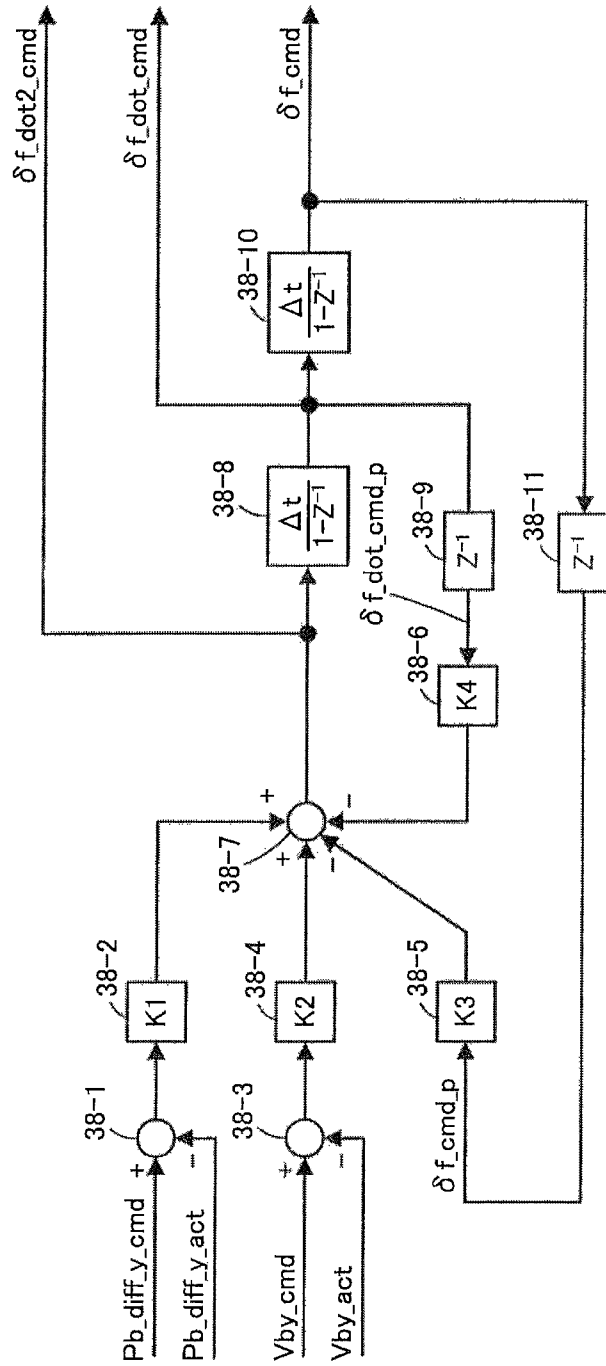 δf_dot2_cmd
δf_dot_cmd
δf_cmd
38-10
Δt
1-Z⁻¹
38-8
Δt
1-Z⁻¹
38-9
Z⁻¹
38-11
Z⁻¹
δf_dot_cmd_p
38-6
K4
38-7
+
+
−
−
38-2
K1
38-4
K2
38-5
K3
δf_cmd_p
38-1
+
−
38-3
+
−
Pb_diff_y_cmd
Pb_diff_y_act
Vby_cmd
Vby_act